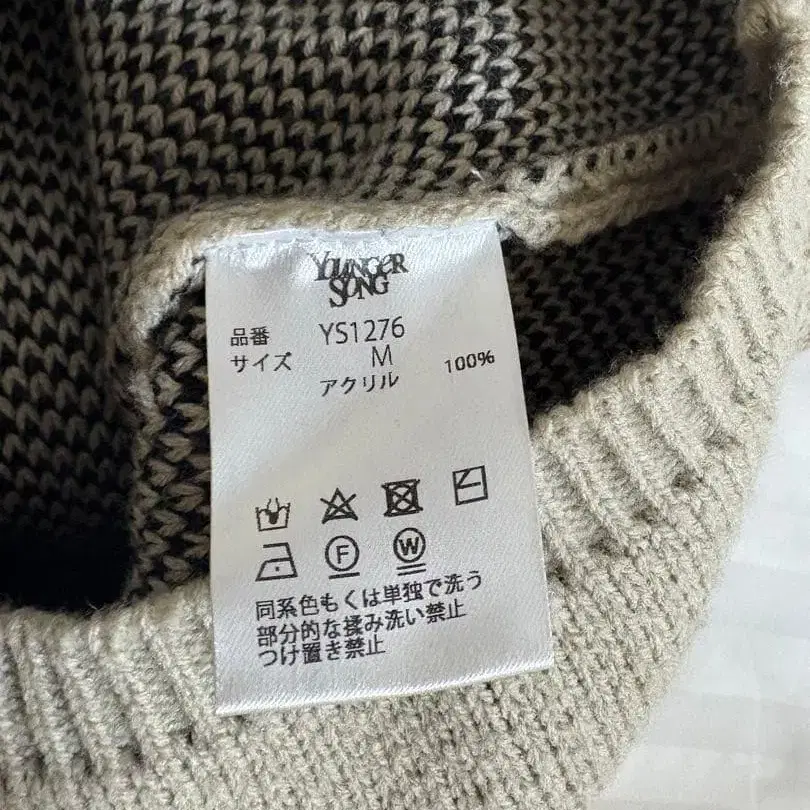 YOUNGER
SONG
品番 YS1276
サイズ M
アクリル 100%
F W
同系色もくは単独で洗う
部分的な揉み洗い禁止
つけ置き禁止